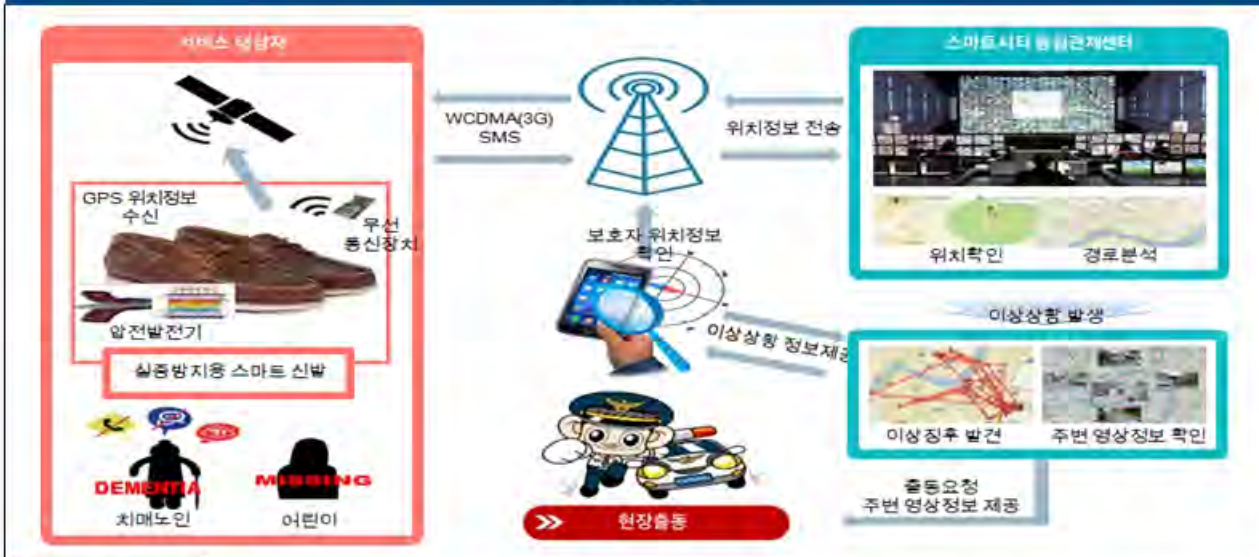 서비스 대상자
GPS 위치정보
수신
무선
통신장치
압전발전기
실종방지용 스마트 신발
DEMENTIA
치매노인
MISSING
어린이
WCDMA(3G)
SMS
위치정보 전송
보호자 위치정보
확인
이상상황 정보제공
현장출동
스마트시티 통합관제센터
위치확인
경로분석
이상상황 발생
이상징후 발견
주변 영상정보 확인
출동요청
주변 영상정보 제공